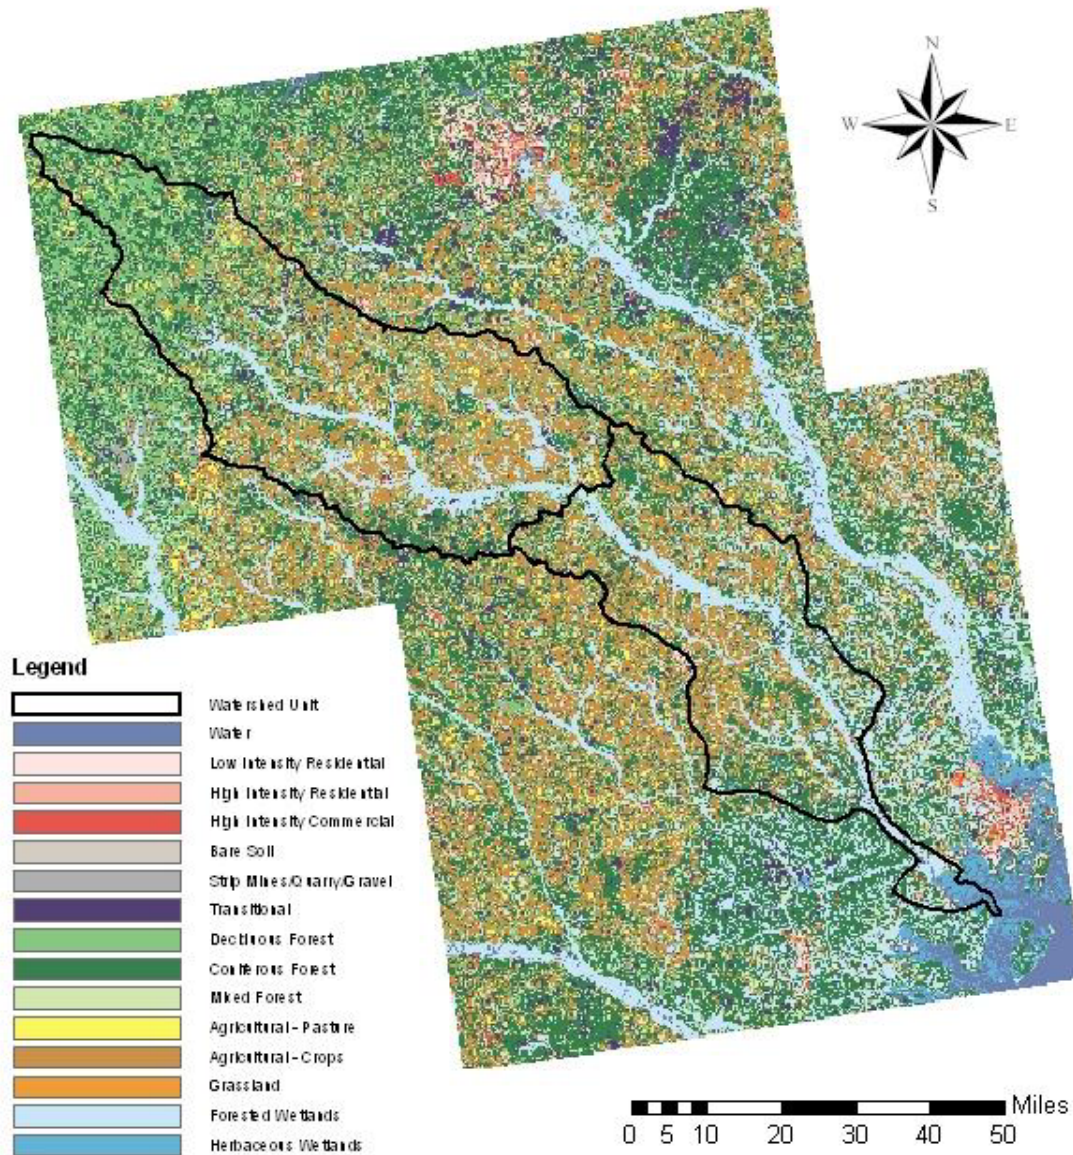 N
W E
S
Legend
Watershed Unit
Water
Low Intensity Residential
High Intensity Residential
High Intensity Commercial
Bare Soil
Strip Mines/Quarry/Gravel
Transitional
Deciduous Forest
Coniferous Forest
Mixed Forest
Agricultural - Pasture
Agricultural - Crops
Grassland
Forested Wetlands
Herbaceous Wetlands
Miles
0 5 10 20 30 40 50